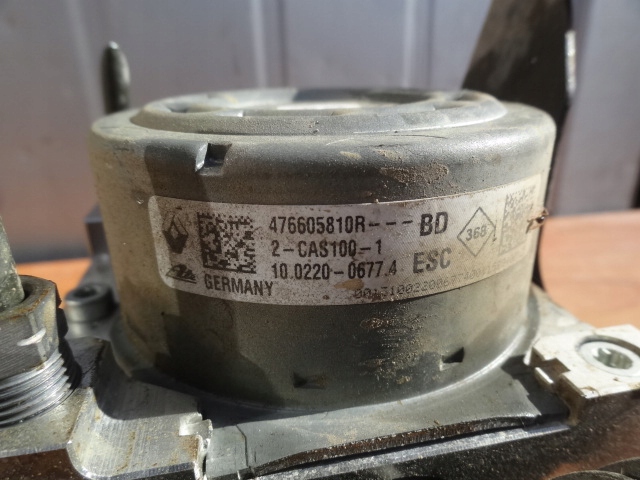 476605810R--- BD
2-CAS100-1
10.0220-0677.4 ESC
GERMANY
368